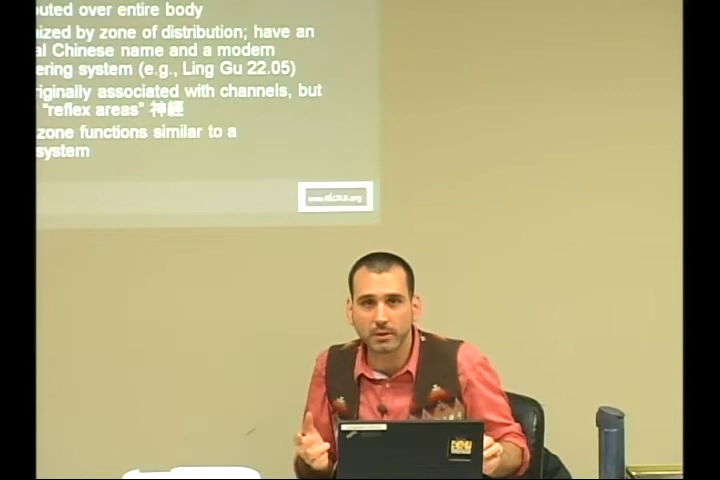 outed over entire body
nized by zone of distribution; have an
al Chinese name and a modern
ering system (e.g., Ling Gu 22.05)
riginally associated with channels, but
"reflex areas" 神經
zone functions similar to a
system